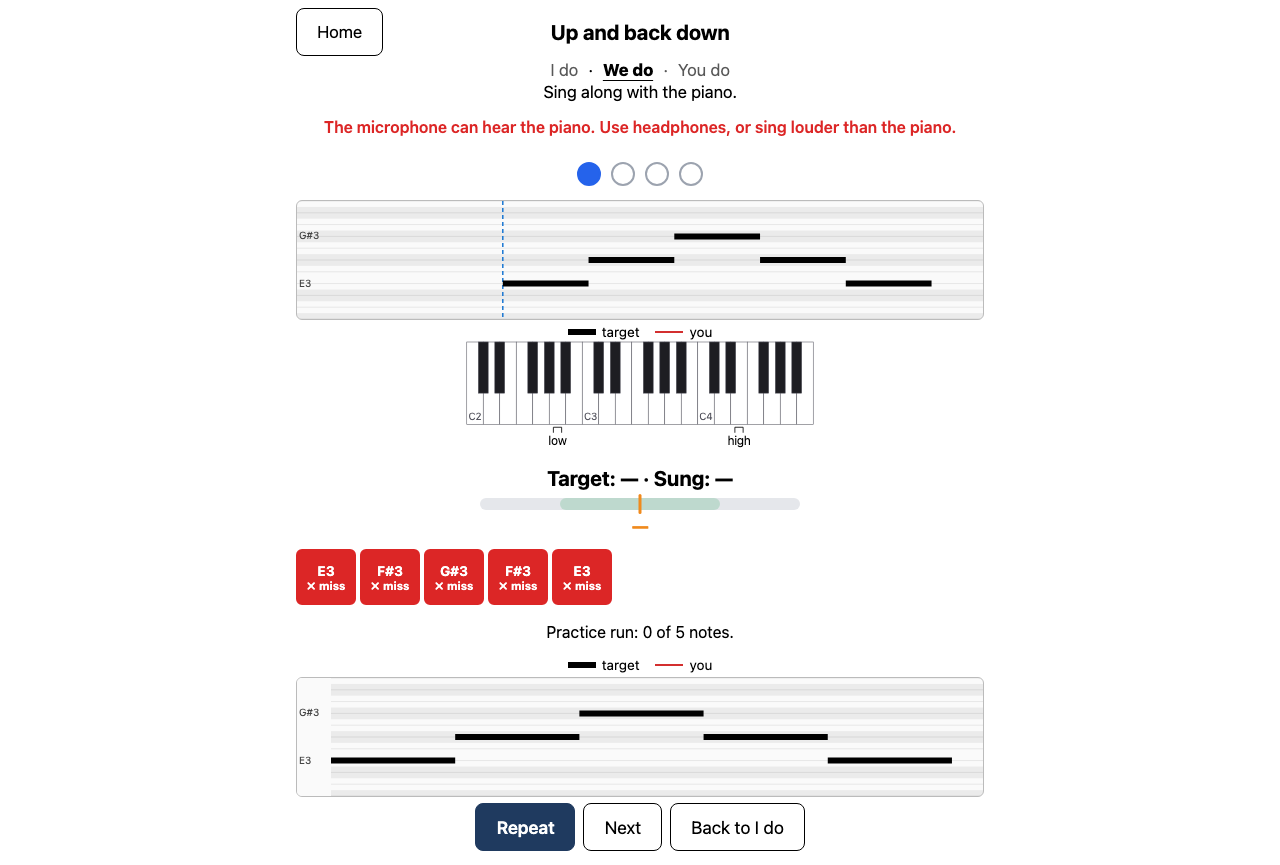 Home
Up and back down
I do · We do · You do
Sing along with the piano.
The microphone can hear the piano. Use headphones, or sing louder than the piano.
G#3
E3
target you
C2 C3 C4
low high
Target: — · Sung: —
—
E3 F#3 G#3 F#3 E3
✕ miss ✕ miss ✕ miss ✕ miss ✕ miss
Practice run: 0 of 5 notes.
target you
G#3
E3
Repeat Next Back to I do